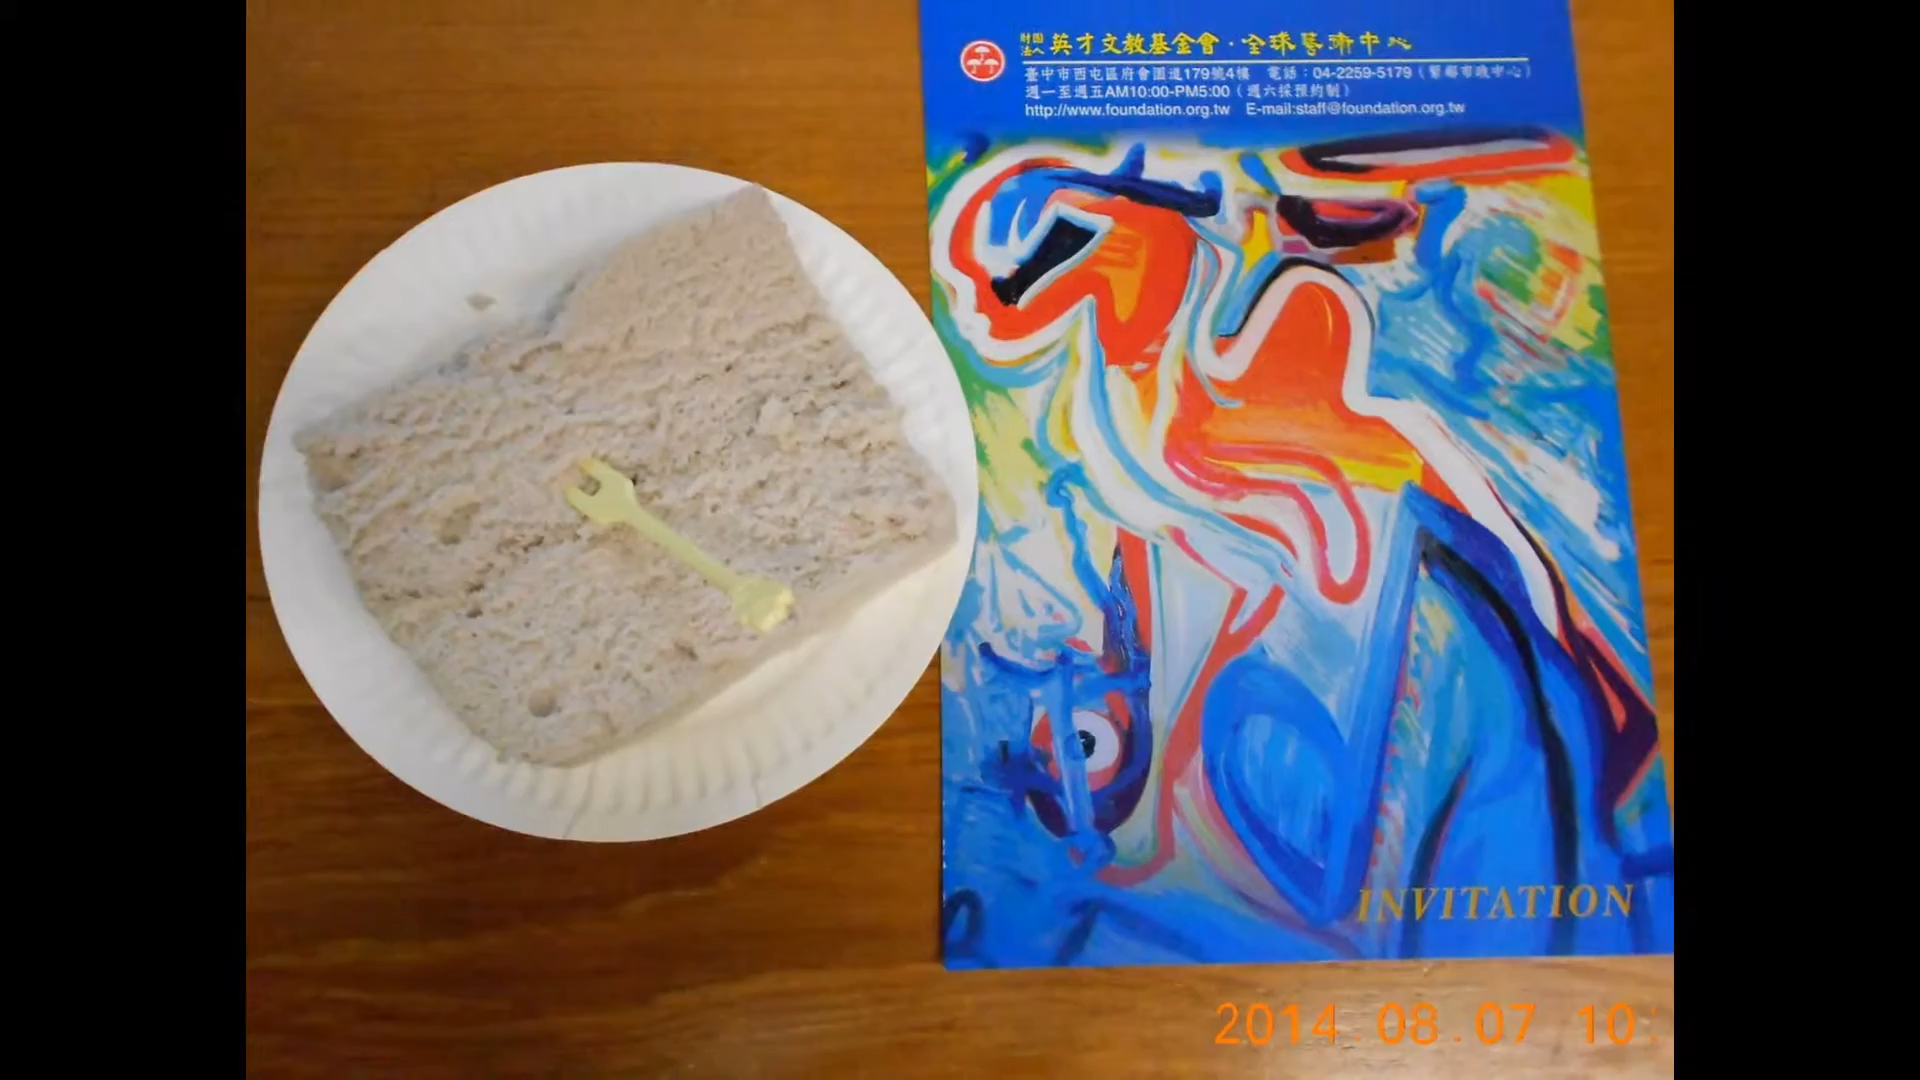 財團法人 英才文教基金會·全球藝術中心
臺中市西屯區府會園道179號4樓 電話：04-2259-5179（緊鄰市政中心）
週一至週五AM10:00-PM5:00（週六採預約制）
http://www.foundation.org.tw E-mail:staff@foundation.org.tw
INVITATION
2014.08.07 10: